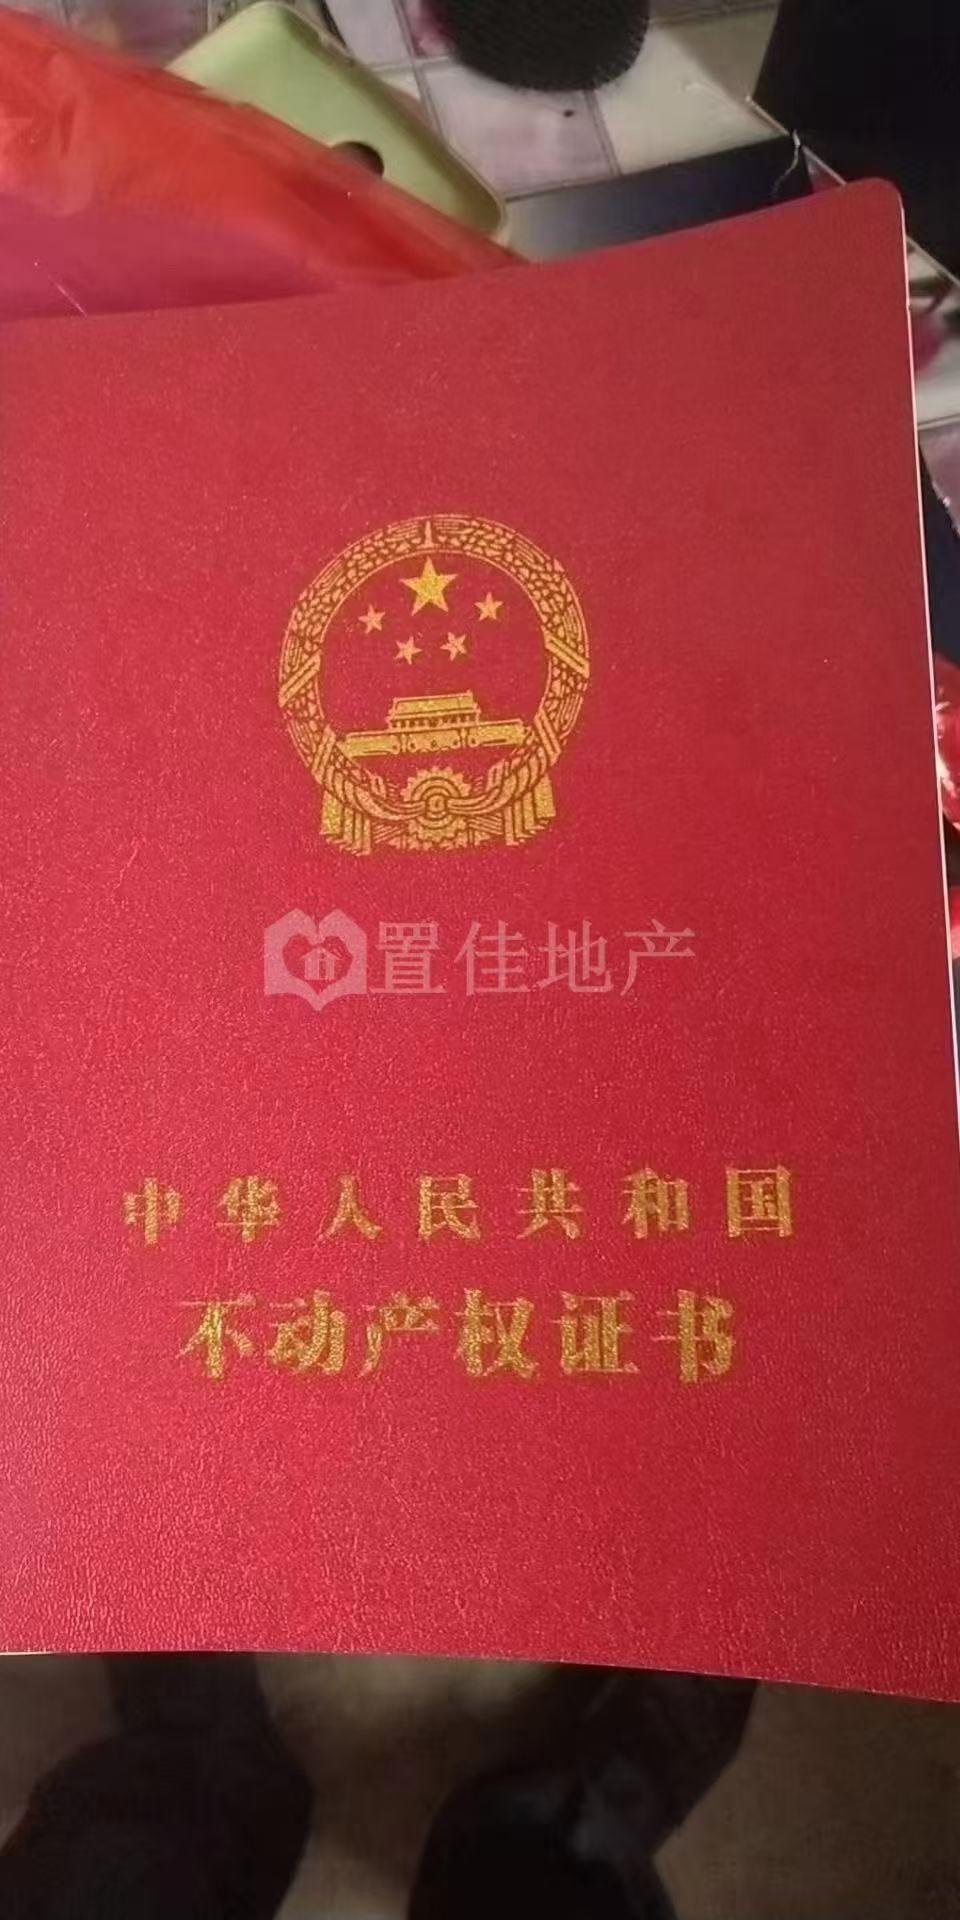 置佳地产
中华人民共和国
不动产权证书